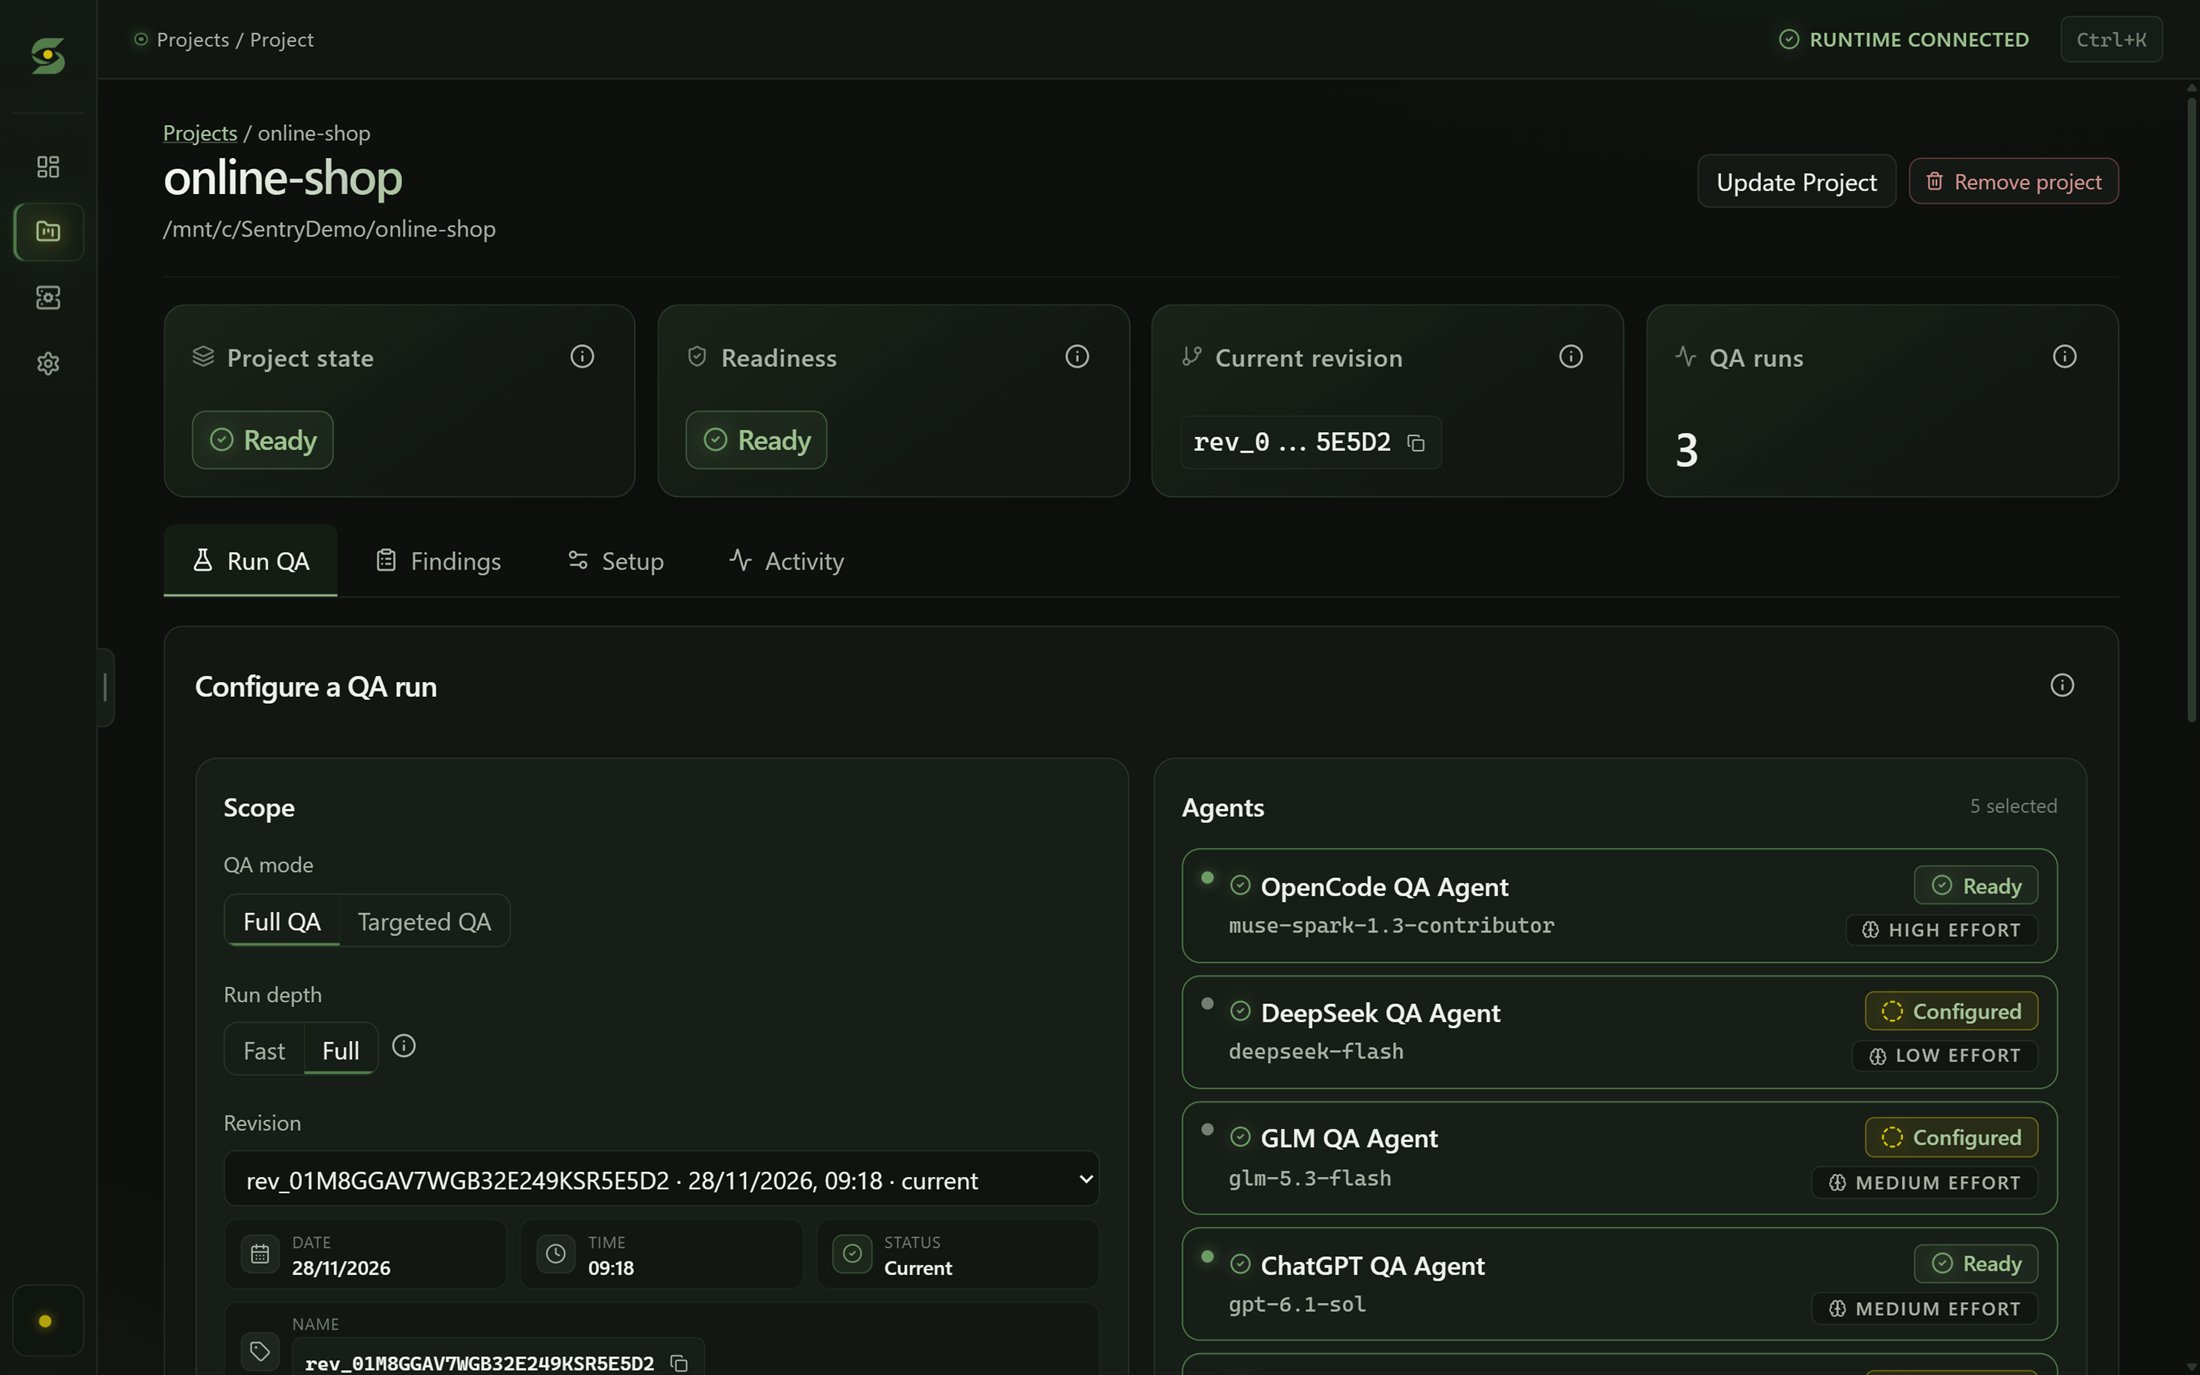 Projects / Project
RUNTIME CONNECTED
Ctrl+K
Projects / online-shop
online-shop
/mnt/c/SentryDemo/online-shop
Update Project
Remove project
Project state
Ready
Readiness
Ready
Current revision
rev_0 ... 5E5D2
QA runs
3
Run QA
Findings
Setup
Activity
Configure a QA run
Scope
QA mode
Full QA
Targeted QA
Run depth
Fast
Full
Revision
rev_01M8GGAV7WGB32E249KSR5E5D2 · 28/11/2026, 09:18 · current
DATE
28/11/2026
TIME
09:18
STATUS
Current
NAME
rev_01M8GGAV7WGB32E249KSR5E5D2
Agents
5 selected
OpenCode QA Agent
Ready
muse-spark-1.3-contributor
HIGH EFFORT
DeepSeek QA Agent
Configured
deepseek-flash
LOW EFFORT
GLM QA Agent
Configured
glm-5.3-flash
MEDIUM EFFORT
ChatGPT QA Agent
Ready
gpt-6.1-sol
MEDIUM EFFORT